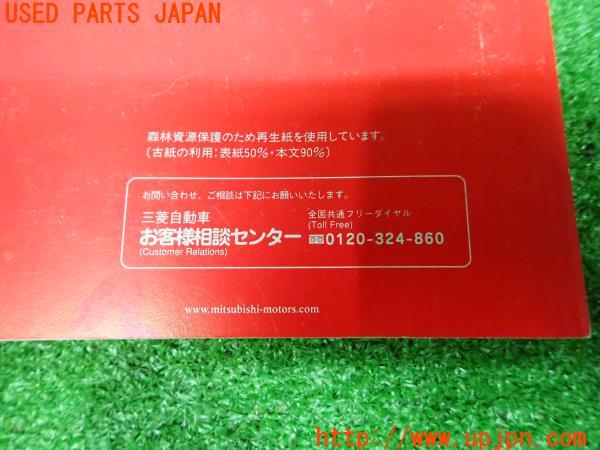 USED PARTS JAPAN
森林資源保護のため再生紙を使用しています。
(古紙の利用:表紙50%・本文90%)
お問い合わせ、ご相談は下記にお願いいたします。
三菱自動車
お客様相談センター
(Customer Relations)
全国共通フリーダイヤル
(Toll Free)
0120-324-860
www.mitsubishi-motors.com
http://www.upjpn.com/